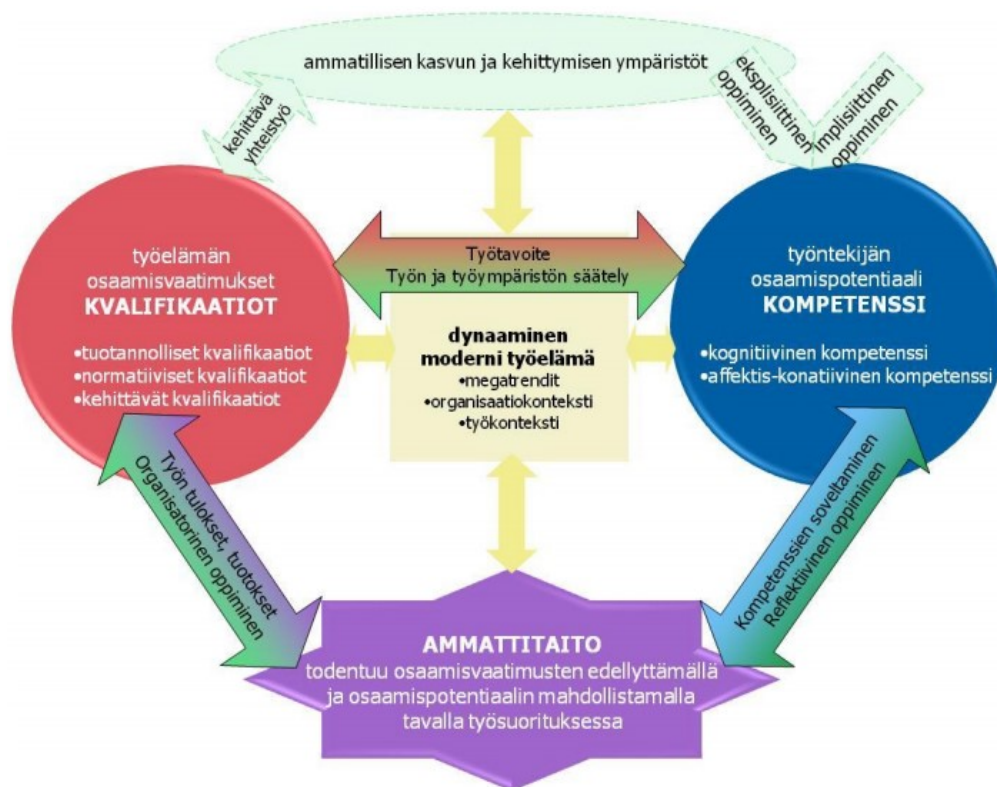 ammatillisen kasvun ja kehittymisen ympäristöt
kehittävä
yhteistyö
eksplisiittinen
oppiminen
Implisiittinen
oppiminen
työelämän
osaamisvaatimukset
KVALIFIKAATIOT
•tuotannolliset kvalifikaatiot
•normatiiviset kvalifikaatiot
•kehittävät kvalifikaatiot
Työtavoite
Työn ja työympäristön säätely
dynaaminen
moderni työelämä
•megatrendit
•organisaatiokonteksti
•työkonteksti
työntekijän
osaamispotentiaali
KOMPETENSSI
•kognitiivinen kompetenssi
•affektis-konatiivinen kompetenssi
Työn tulokset, tuotokset
Organisatorinen oppiminen
Kompetenssien soveltaminen
Reflektiivinen oppiminen
AMMATTITAITO
todentuu osaamisvaatimusten edellyttämällä
ja osaamispotentiaalin mahdollistamalla
tavalla työsuorituksessa